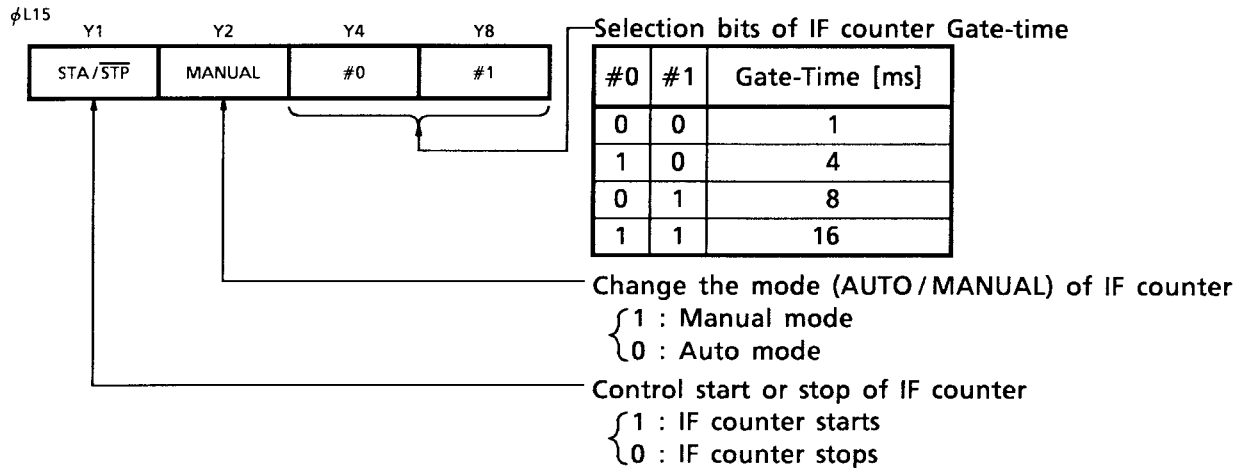 ϕL15
Y1 Y2 Y4 Y8
STA/S̅T̅P̅ MANUAL #0 #1
Selection bits of IF counter Gate-time
#0 #1 Gate-Time [ms]
0 0 1
1 0 4
0 1 8
1 1 16
Change the mode (AUTO/MANUAL) of IF counter
1 : Manual mode
0 : Auto mode
Control start or stop of IF counter
1 : IF counter starts
0 : IF counter stops